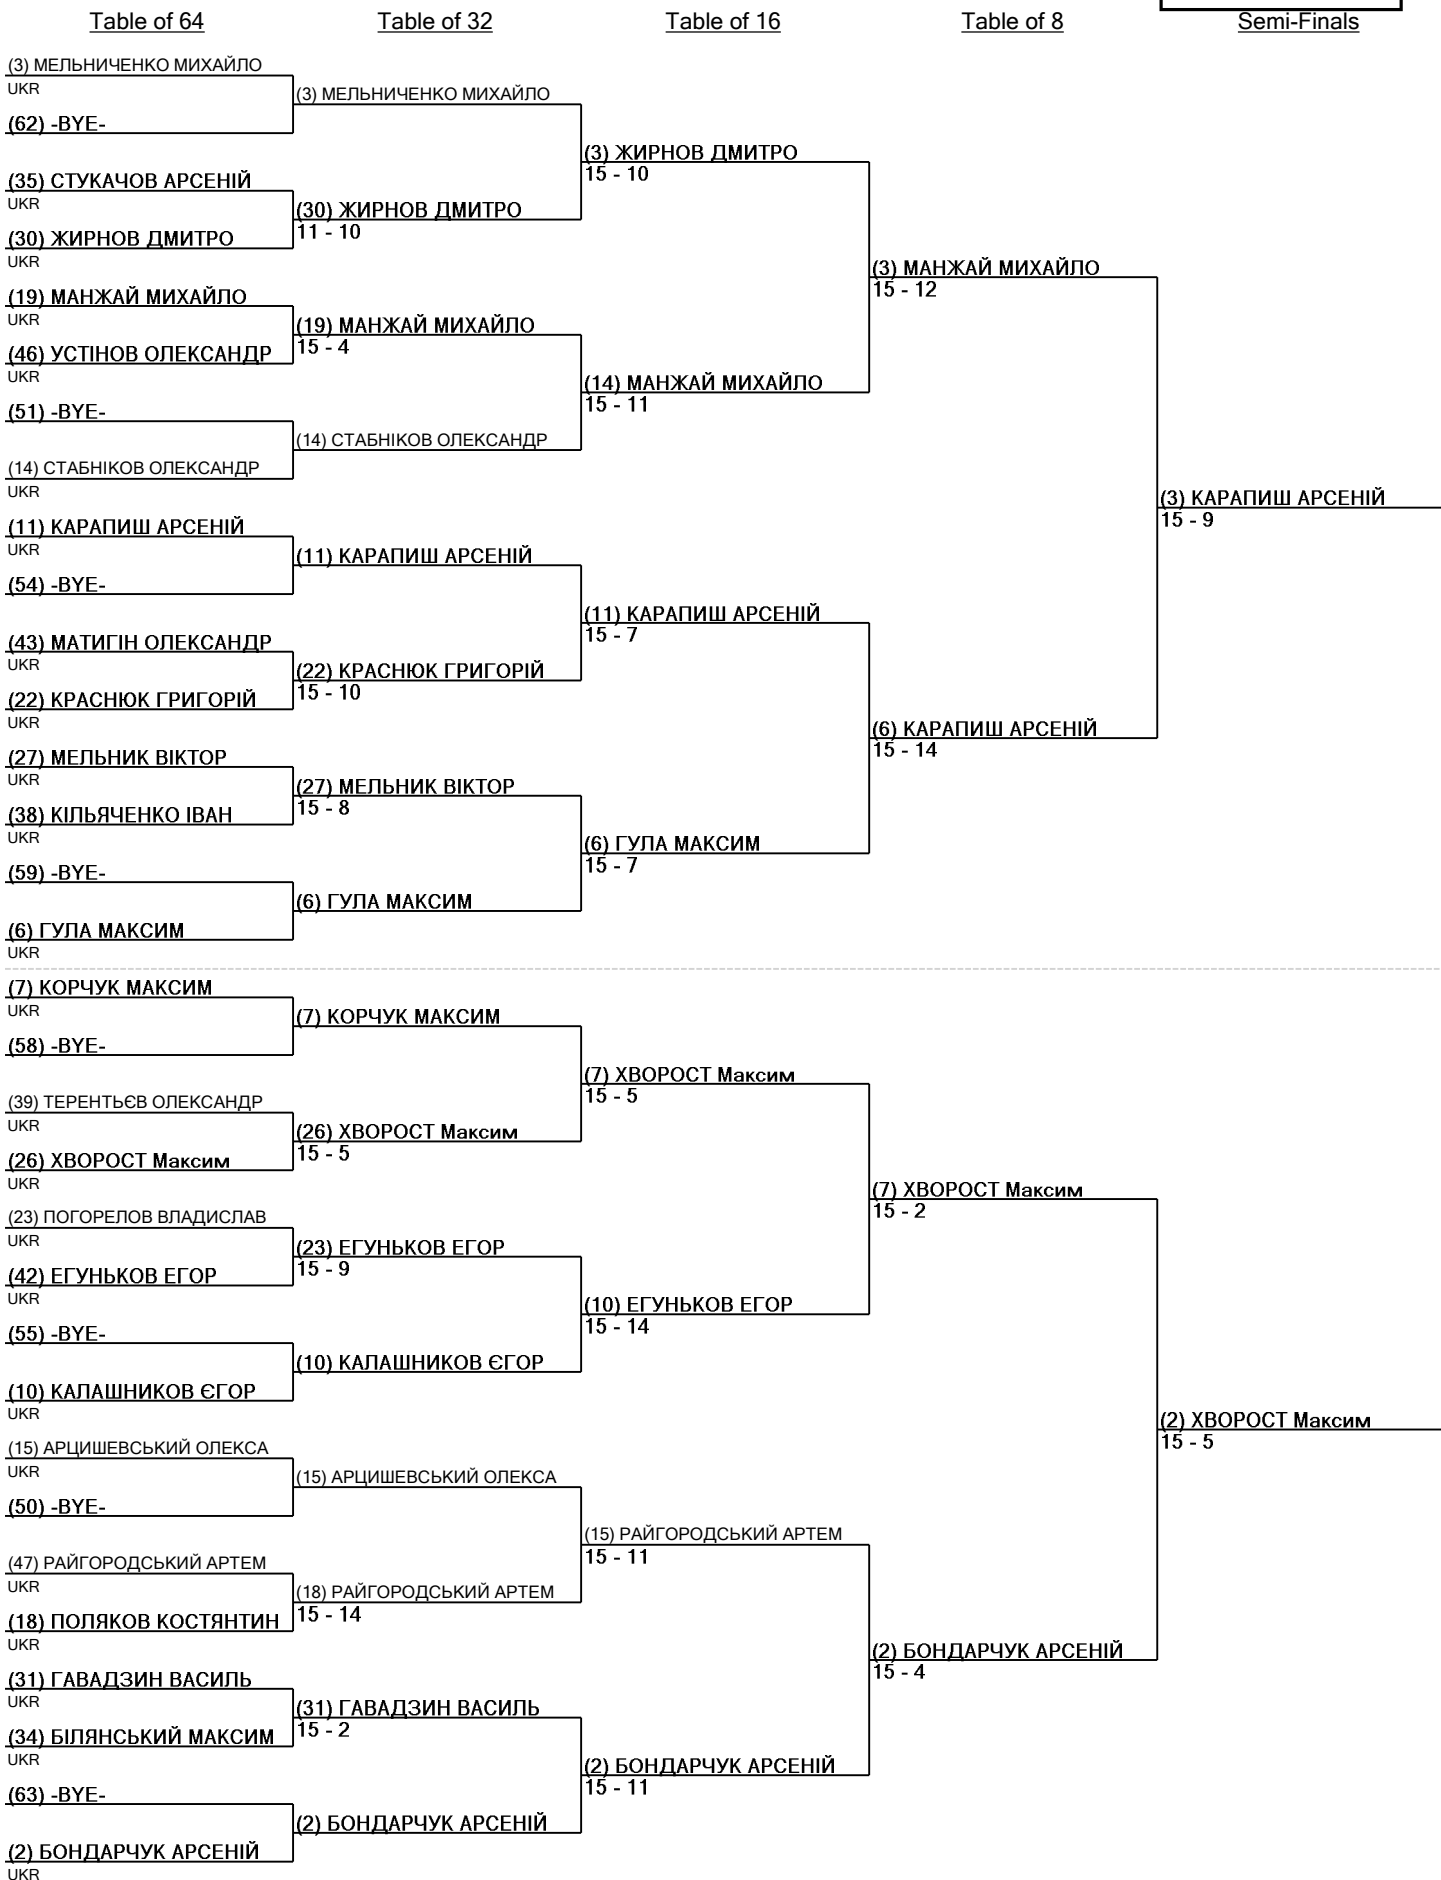 Table of 64
Table of 32
Table of 16
Table of 8
Semi-Finals
(3) МЕЛЬНИЧЕНКО МИХАЙЛО
UKR
(3) МЕЛЬНИЧЕНКО МИХАЙЛО
(62) -BYE-
(3) ЖИРНОВ ДМИТРО
15 - 10
(35) СТУКАЧОВ АРСЕНІЙ
UKR
(30) ЖИРНОВ ДМИТРО
11 - 10
(30) ЖИРНОВ ДМИТРО
UKR
(3) МАНЖАЙ МИХАЙЛО
15 - 12
(19) МАНЖАЙ МИХАЙЛО
UKR
(19) МАНЖАЙ МИХАЙЛО
15 - 4
(46) УСТІНОВ ОЛЕКСАНДР
UKR
(14) МАНЖАЙ МИХАЙЛО
15 - 11
(51) -BYE-
(14) СТАБНІКОВ ОЛЕКСАНДР
(14) СТАБНІКОВ ОЛЕКСАНДР
UKR
(3) КАРАПИШ АРСЕНІЙ
15 - 9
(11) КАРАПИШ АРСЕНІЙ
UKR
(11) КАРАПИШ АРСЕНІЙ
(54) -BYE-
(11) КАРАПИШ АРСЕНІЙ
15 - 7
(43) МАТИГІН ОЛЕКСАНДР
UKR
(22) КРАСНЮК ГРИГОРІЙ
15 - 10
(22) КРАСНЮК ГРИГОРІЙ
UKR
(6) КАРАПИШ АРСЕНІЙ
15 - 14
(27) МЕЛЬНИК ВІКТОР
UKR
(27) МЕЛЬНИК ВІКТОР
15 - 8
(38) КІЛЬЯЧЕНКО ІВАН
UKR
(6) ГУЛА МАКСИМ
15 - 7
(59) -BYE-
(6) ГУЛА МАКСИМ
(6) ГУЛА МАКСИМ
UKR
(7) КОРЧУК МАКСИМ
UKR
(7) КОРЧУК МАКСИМ
(58) -BYE-
(7) ХВОРОСТ Максим
15 - 5
(39) ТЕРЕНТЬЄВ ОЛЕКСАНДР
UKR
(26) ХВОРОСТ Максим
15 - 5
(26) ХВОРОСТ Максим
UKR
(7) ХВОРОСТ Максим
15 - 2
(23) ПОГОРЕЛОВ ВЛАДИСЛАВ
UKR
(23) ЕГУНЬКОВ ЕГОР
15 - 9
(42) ЕГУНЬКОВ ЕГОР
UKR
(10) ЕГУНЬКОВ ЕГОР
15 - 14
(55) -BYE-
(10) КАЛАШНИКОВ ЄГОР
(10) КАЛАШНИКОВ ЄГОР
UKR
(2) ХВОРОСТ Максим
15 - 5
(15) АРЦИШЕВСЬКИЙ ОЛЕКСА
UKR
(15) АРЦИШЕВСЬКИЙ ОЛЕКСА
(50) -BYE-
(15) РАЙГОРОДСЬКИЙ АРТЕМ
15 - 11
(47) РАЙГОРОДСЬКИЙ АРТЕМ
UKR
(18) РАЙГОРОДСЬКИЙ АРТЕМ
15 - 14
(18) ПОЛЯКОВ КОСТЯНТИН
UKR
(2) БОНДАРЧУК АРСЕНІЙ
15 - 4
(31) ГАВАДЗИН ВАСИЛЬ
UKR
(31) ГАВАДЗИН ВАСИЛЬ
15 - 2
(34) БІЛЯНСЬКИЙ МАКСИМ
UKR
(2) БОНДАРЧУК АРСЕНІЙ
15 - 11
(63) -BYE-
(2) БОНДАРЧУК АРСЕНІЙ
(2) БОНДАРЧУК АРСЕНІЙ
UKR